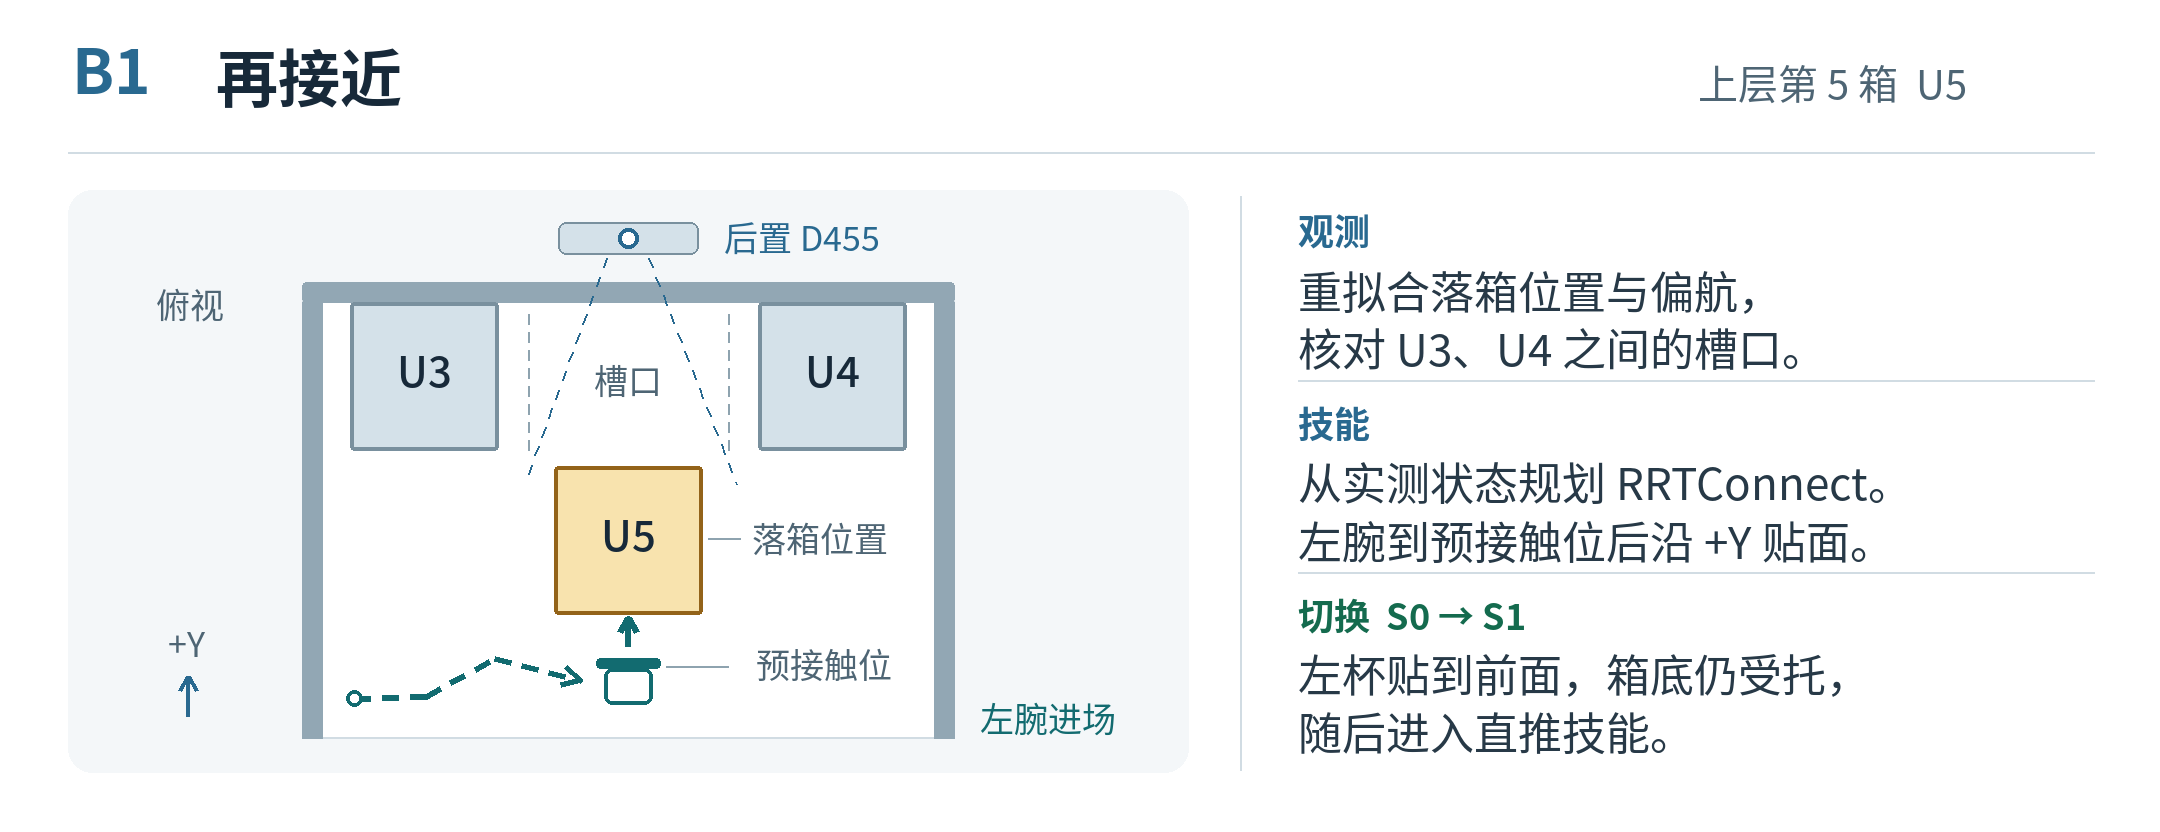 B1 再接近
上层第 5 箱 U5
后置 D455
俯视
U3
槽口
U4
U5
落箱位置
+Y
预接触位
左腕进场
观测
重拟合落箱位置与偏航，
核对 U3、U4 之间的槽口。
技能
从实测状态规划 RRTConnect。
左腕到预接触位后沿 +Y 贴面。
切换 S0 → S1
左杯贴到前面，箱底仍受托，
随后进入直推技能。